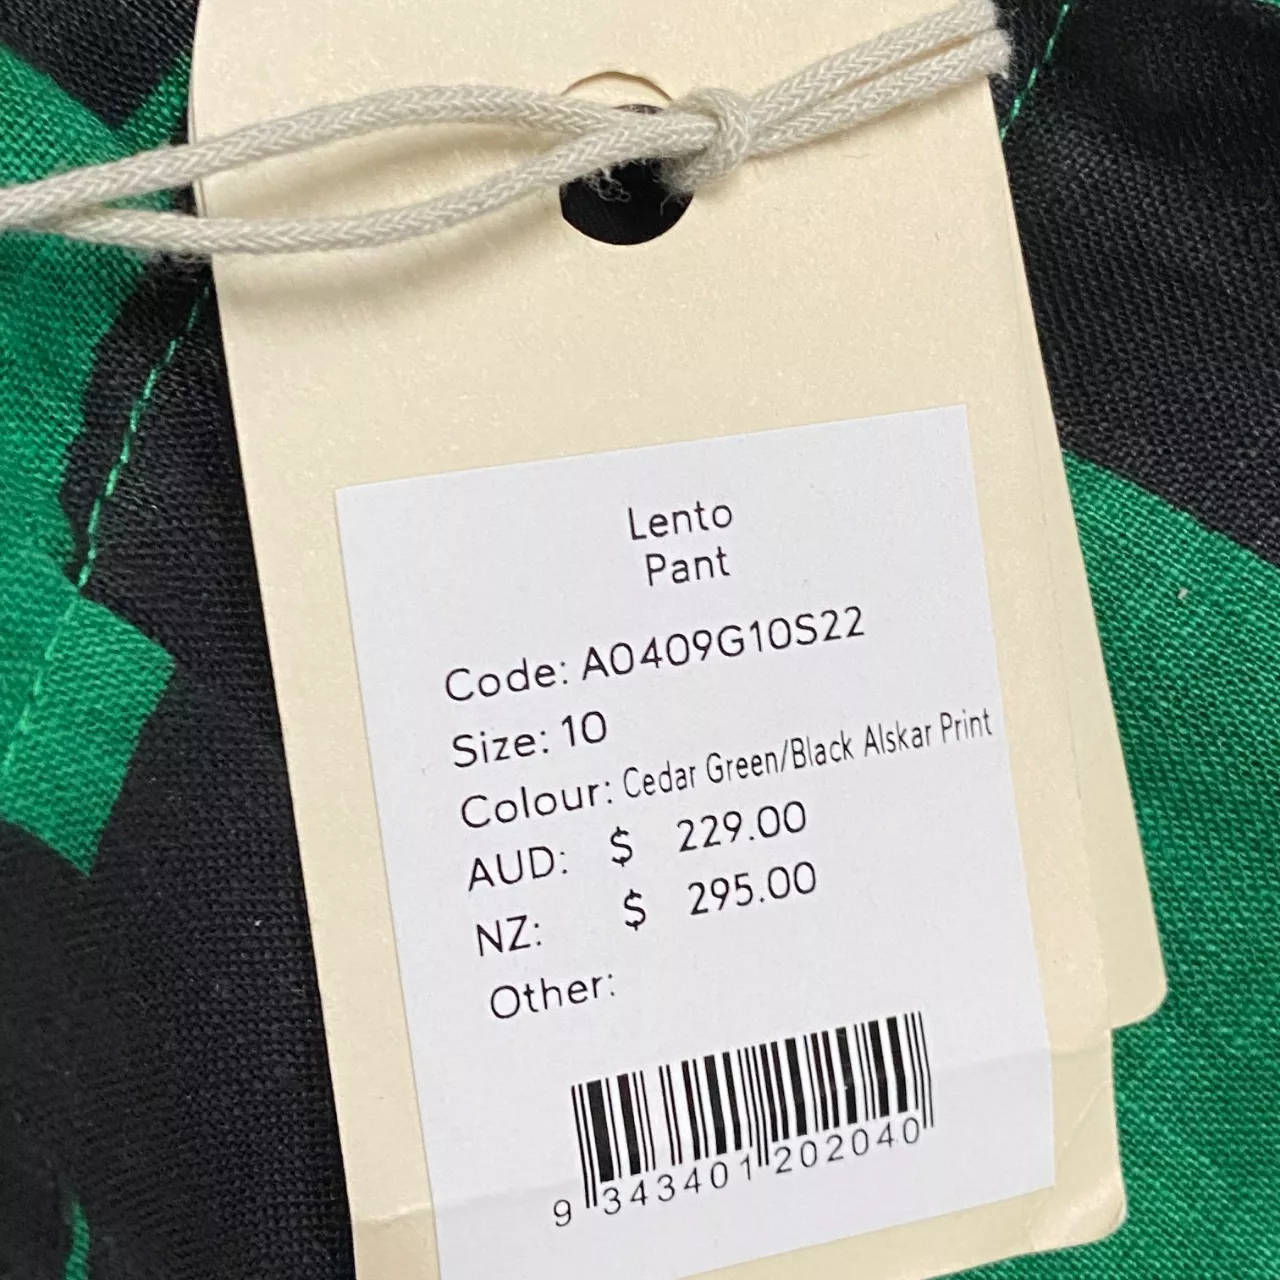 Lento
Pant
Code: A0409G10S22
Size: 10
Colour: Cedar Green/Black Alskar Print
AUD: $ 229.00
NZ: $ 295.00
Other:
9 343401 202040